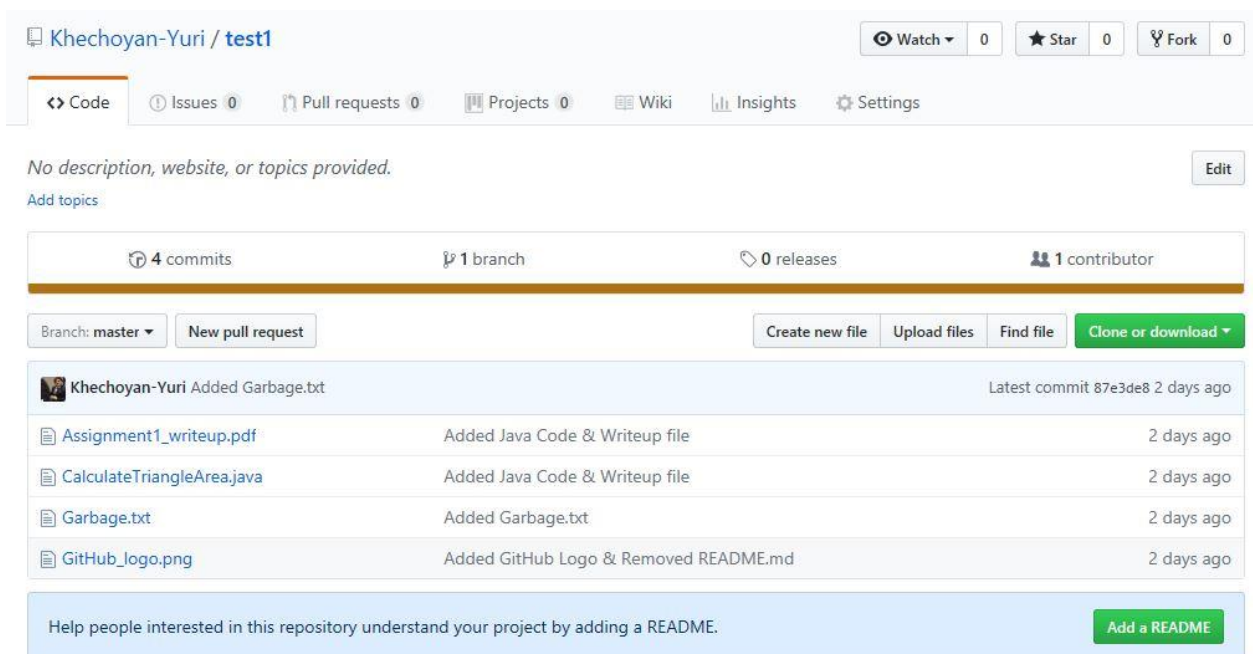 Khechoyan-Yuri / test1 Watch 0 Star 0 Fork 0
Code Issues 0 Pull requests 0 Projects 0 Wiki Insights Settings
No description, website, or topics provided. Edit
Add topics
4 commits 1 branch 0 releases 1 contributor
Branch: master New pull request Create new file Upload files Find file Clone or download
Khechoyan-Yuri Added Garbage.txt Latest commit 87e3de8 2 days ago
Assignment1_writeup.pdf Added Java Code & Writeup file 2 days ago
CalculateTriangleArea.java Added Java Code & Writeup file 2 days ago
Garbage.txt Added Garbage.txt 2 days ago
GitHub_logo.png Added GitHub Logo & Removed README.md 2 days ago
Help people interested in this repository understand your project by adding a README. Add a README